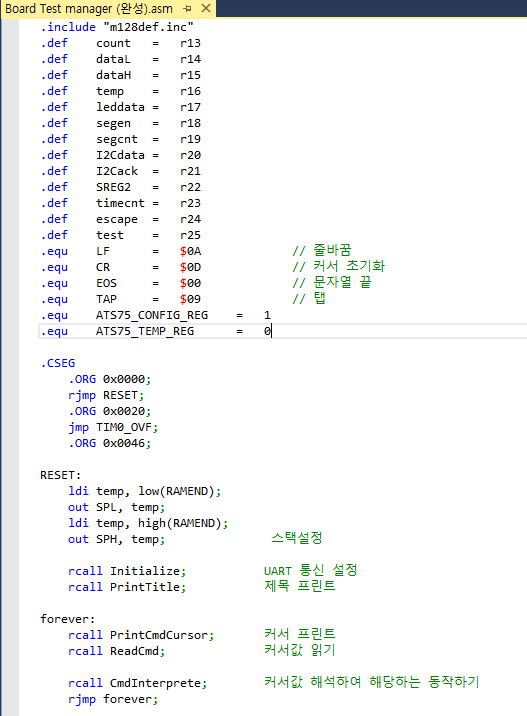 Board Test manager (완성).asm
.include "m128def.inc"
.def count = r13
.def dataL = r14
.def dataH = r15
.def temp = r16
.def leddata = r17
.def segen = r18
.def segcnt = r19
.def I2Cdata = r20
.def I2Cack = r21
.def SREG2 = r22
.def timecnt = r23
.def escape = r24
.def test = r25
.equ LF = $0A // 줄바꿈
.equ CR = $0D // 커서 초기화
.equ EOS = $00 // 문자열 끝
.equ TAP = $09 // 탭
.equ ATS75_CONFIG_REG = 1
.equ ATS75_TEMP_REG = 0
.CSEG
.ORG 0x0000;
rjmp RESET;
.ORG 0x0020;
jmp TIM0_OVF;
.ORG 0x0046;
RESET:
ldi temp, low(RAMEND);
out SPL, temp;
ldi temp, high(RAMEND);
out SPH, temp; 스택설정
rcall Initialize; UART 통신 설정
rcall PrintTitle; 제목 프린트
forever:
rcall PrintCmdCursor; 커서 프린트
rcall ReadCmd; 커서값 읽기
rcall CmdInterprete; 커서값 해석하여 해당하는 동작하기
rjmp forever;